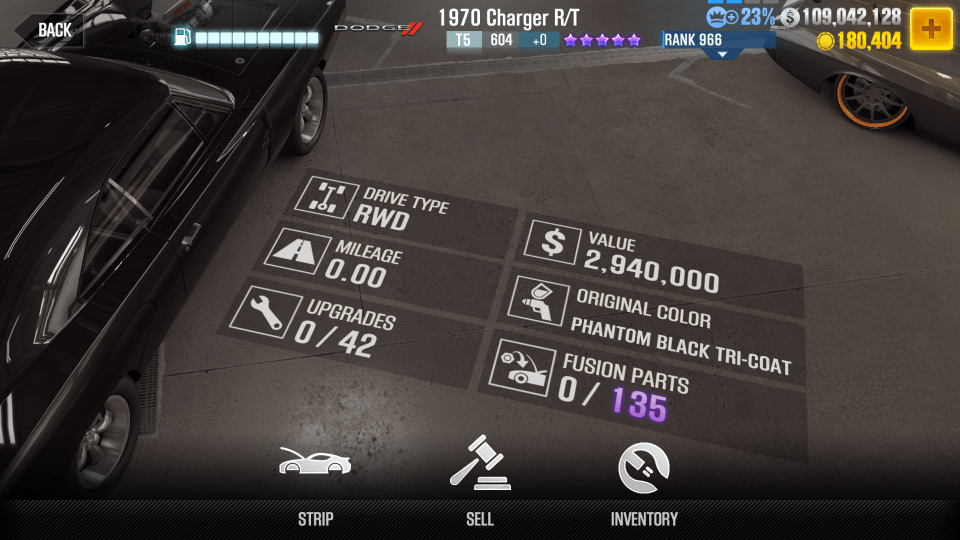 BACK
DODGE
1970 Charger R/T
T5 604 +0
RANK 966
23%
$ 109,042,128
180,404
DRIVE TYPE
RWD
MILEAGE
0.00
UPGRADES
0 / 42
$ VALUE
2,940,000
ORIGINAL COLOR
PHANTOM BLACK TRI-COAT
FUSION PARTS
0 / 135
STRIP
SELL
INVENTORY